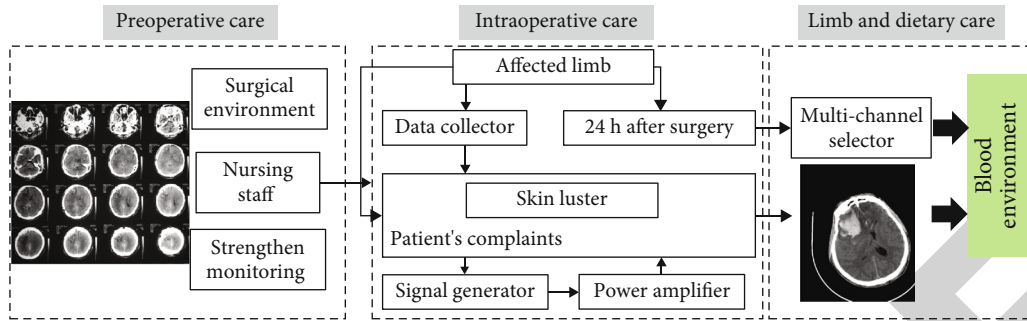 Preoperative care
Intraoperative care
Limb and dietary care
Surgical
environment
Nursing
staff
Strengthen
monitoring
Affected limb
Data collector
24 h after surgery
Skin luster
Patient's complaints
Signal generator
Power amplifier
Multi-channel
selector
Blood
environment